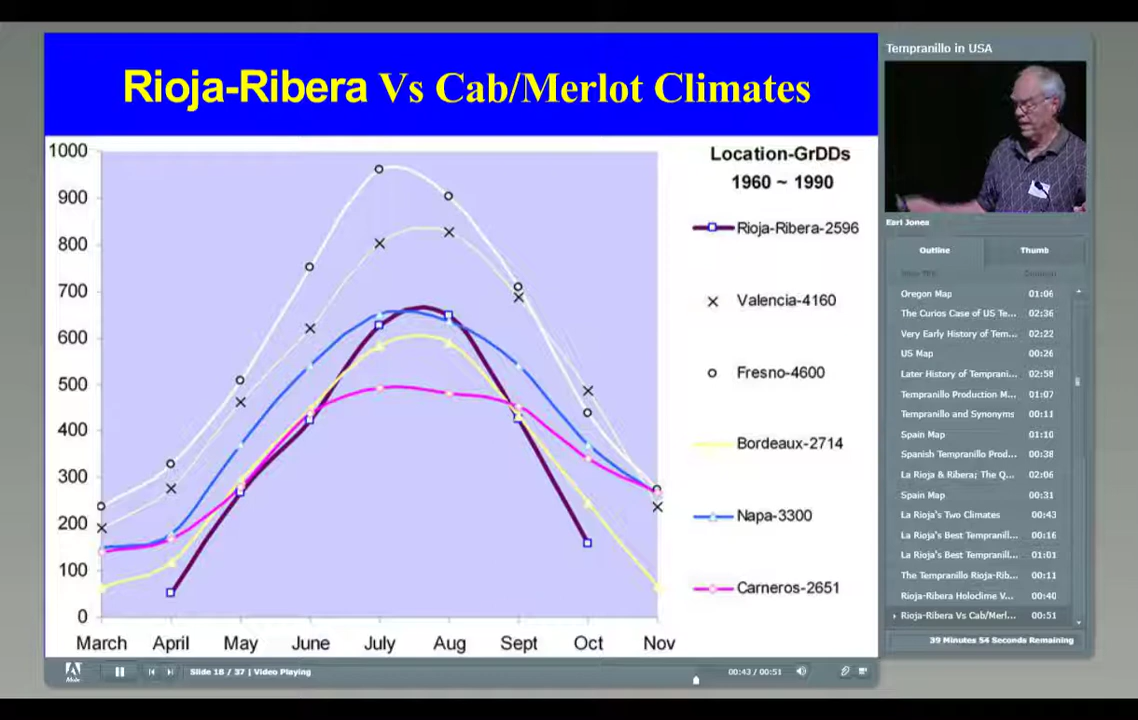 Rioja-Ribera Vs Cab/Merlot Climates
1000
900
800
700
600
500
400
300
200
100
0
March April May June July Aug Sept Oct Nov
Location-GrDDs
1960 ~ 1990
Rioja-Ribera-2596
Valencia-4160
Fresno-4600
Bordeaux-2714
Napa-3300
Carneros-2651
Slide 18 / 37 | Video Playing
00:43 / 00:51
Tempranillo in USA
Earl Jones
Outline Thumb
Oregon Map 01:06
The Curios Case of US Te... 02:36
Very Early History of Tem... 02:22
US Map 00:26
Later History of Temprani... 02:58
Tempranillo Production M... 01:07
Tempranillo and Synonyms 00:11
Spain Map 01:10
Spanish Tempranillo Prod... 00:38
La Rioja & Ribera; The Q... 02:06
Spain Map 00:31
La Rioja's Two Climates 00:43
La Rioja's Best Tempranill... 00:16
La Rioja's Best Tempranill... 01:01
The Tempranillo Rioja-Rib... 00:11
Rioja-Ribera Holoclime V... 00:40
Rioja-Ribera Vs Cab/Merl... 00:51
39 Minutes 54 Seconds Remaining